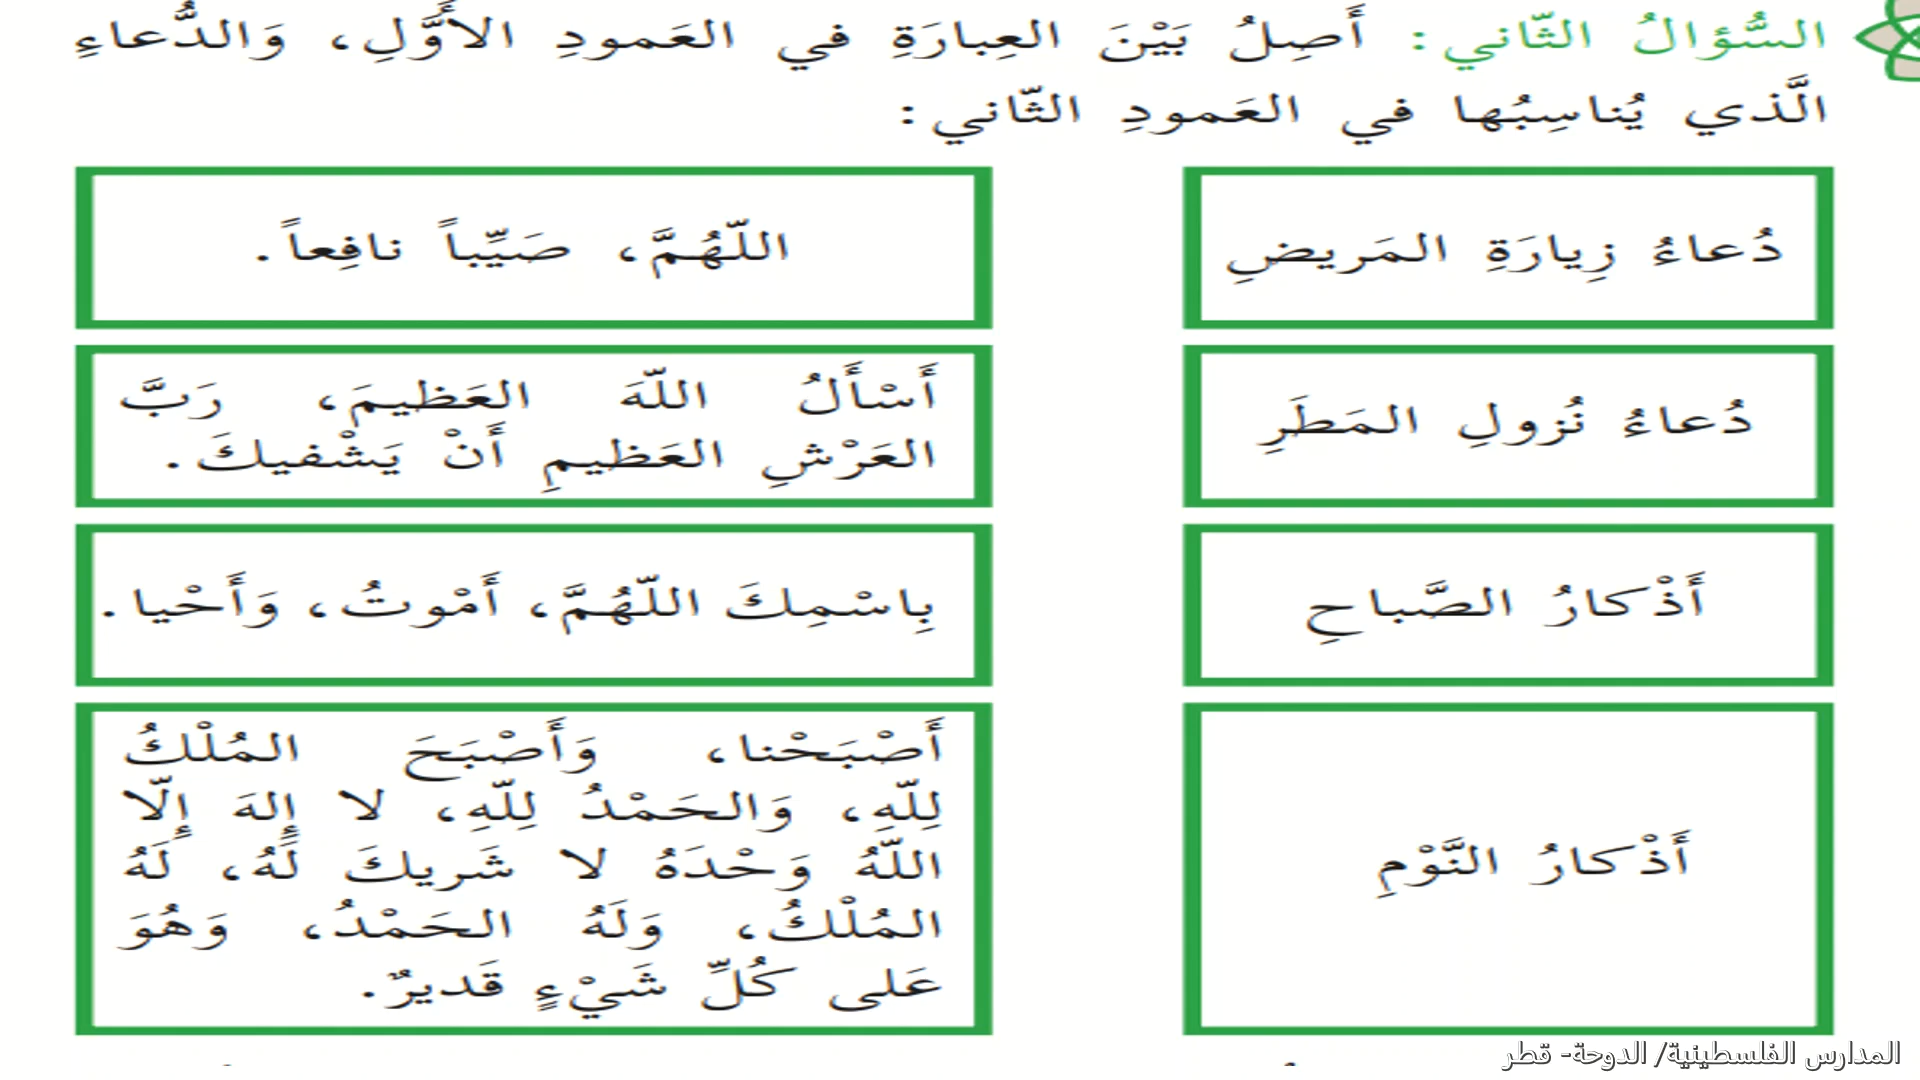 السُّؤالُ الثّاني: أَصِلُ بَيْنَ العِبارَةِ في العَمودِ الأَوَّلِ، وَالدُّعاءِ
الَّذي يُناسِبُها في العَمودِ الثّاني:
دُعاءُ زِيارَةِ المَريضِ
اللّهُمَّ، صَيِّباً نافِعاً.
دُعاءُ نُزولِ المَطَرِ
أَسْأَلُ اللّهَ العَظيمَ، رَبَّ
العَرْشِ العَظيمِ أَنْ يَشْفيكَ.
أَذْكارُ الصَّباحِ
بِاسْمِكَ اللّهُمَّ، أَمْوتُ، وَأَحْيا.
أَذْكارُ النَّوْمِ
أَصْبَحْنا، وَأَصْبَحَ المُلْكُ
لِلّهِ، وَالحَمْدُ لِلّهِ، لا إِلهَ إِلّا
اللّهُ وَحْدَهُ لا شَريكَ لَهُ، لَهُ
المُلْكُ، وَلَهُ الحَمْدُ، وَهُوَ
عَلى كُلِّ شَيْءٍ قَديرٌ.
المدارس الفلسطينية/ الدوحة- قطر